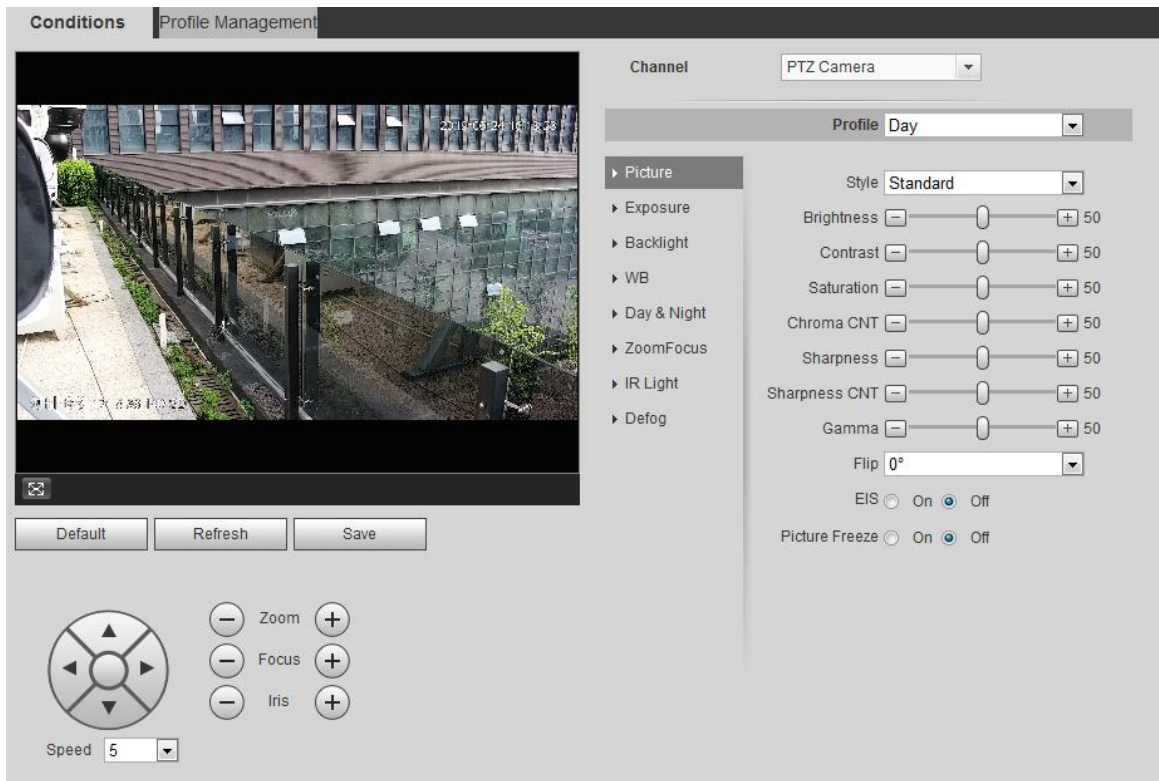 Conditions Profile Management
Channel PTZ Camera
Profile Day
Picture
Exposure
Backlight
WB
Day & Night
ZoomFocus
IR Light
Defog
Style Standard
Brightness 50
Contrast 50
Saturation 50
Chroma CNT 50
Sharpness 50
Sharpness CNT 50
Gamma 50
Flip 0°
EIS On Off
Picture Freeze On Off
Default Refresh Save
Zoom
Focus
Iris
Speed 5